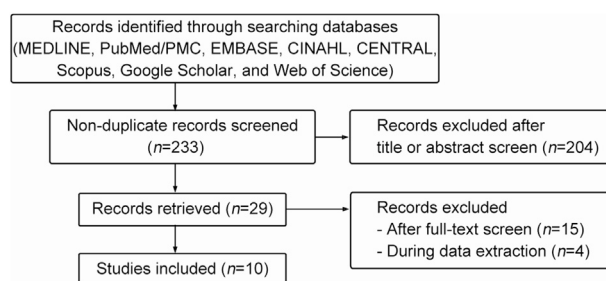 Records identified through searching databases
(MEDLINE, PubMed/PMC, EMBASE, CINAHL, CENTRAL,
Scopus, Google Scholar, and Web of Science)
Non-duplicate records screened
(n=233)
Records excluded after
title or abstract screen (n=204)
Records retrieved (n=29)
Records excluded
- After full-text screen (n=15)
- During data extraction (n=4)
Studies included (n=10)